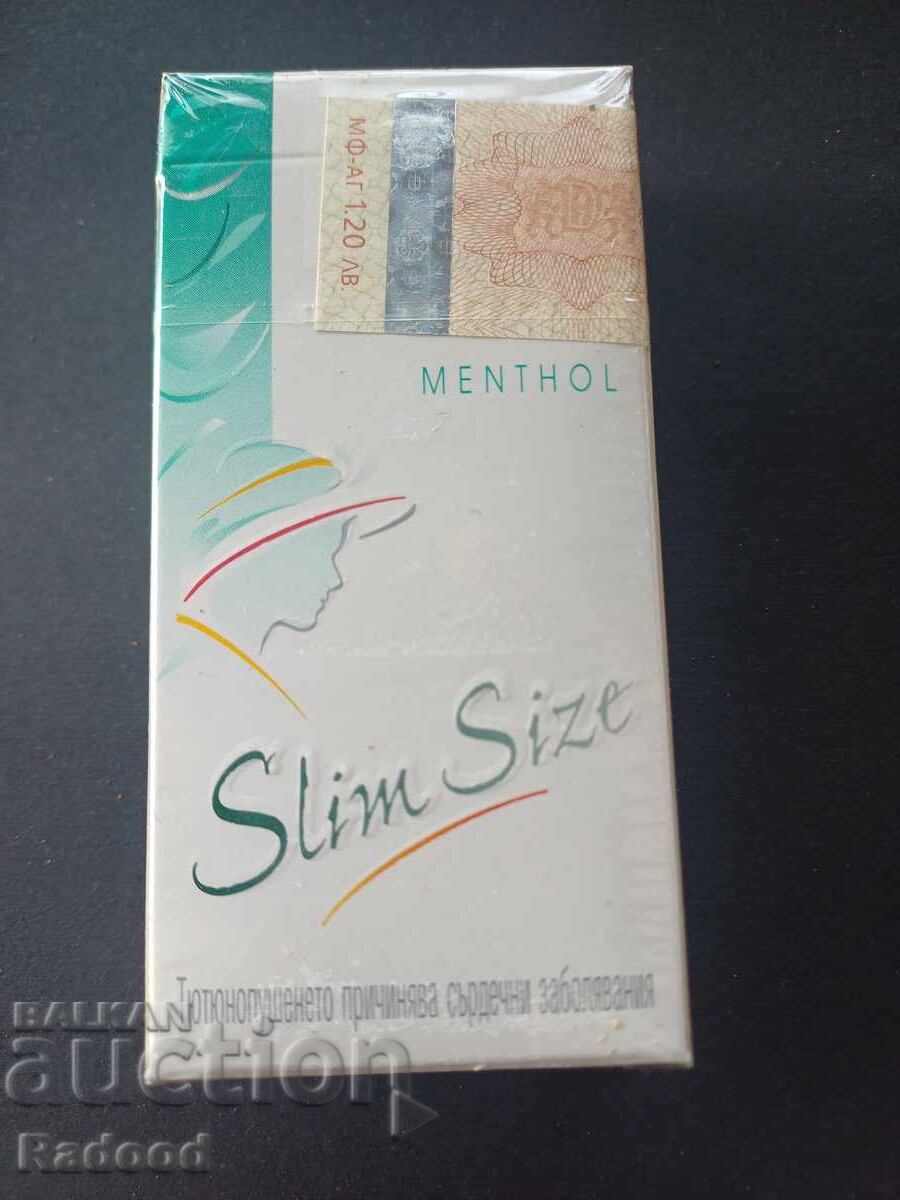 МФ-АГ 1.20 ЛВ.
MENTHOL
Slim Size
Тютюнопушенето причинява сърдечни заболявания
BALKAN
auction
Radood